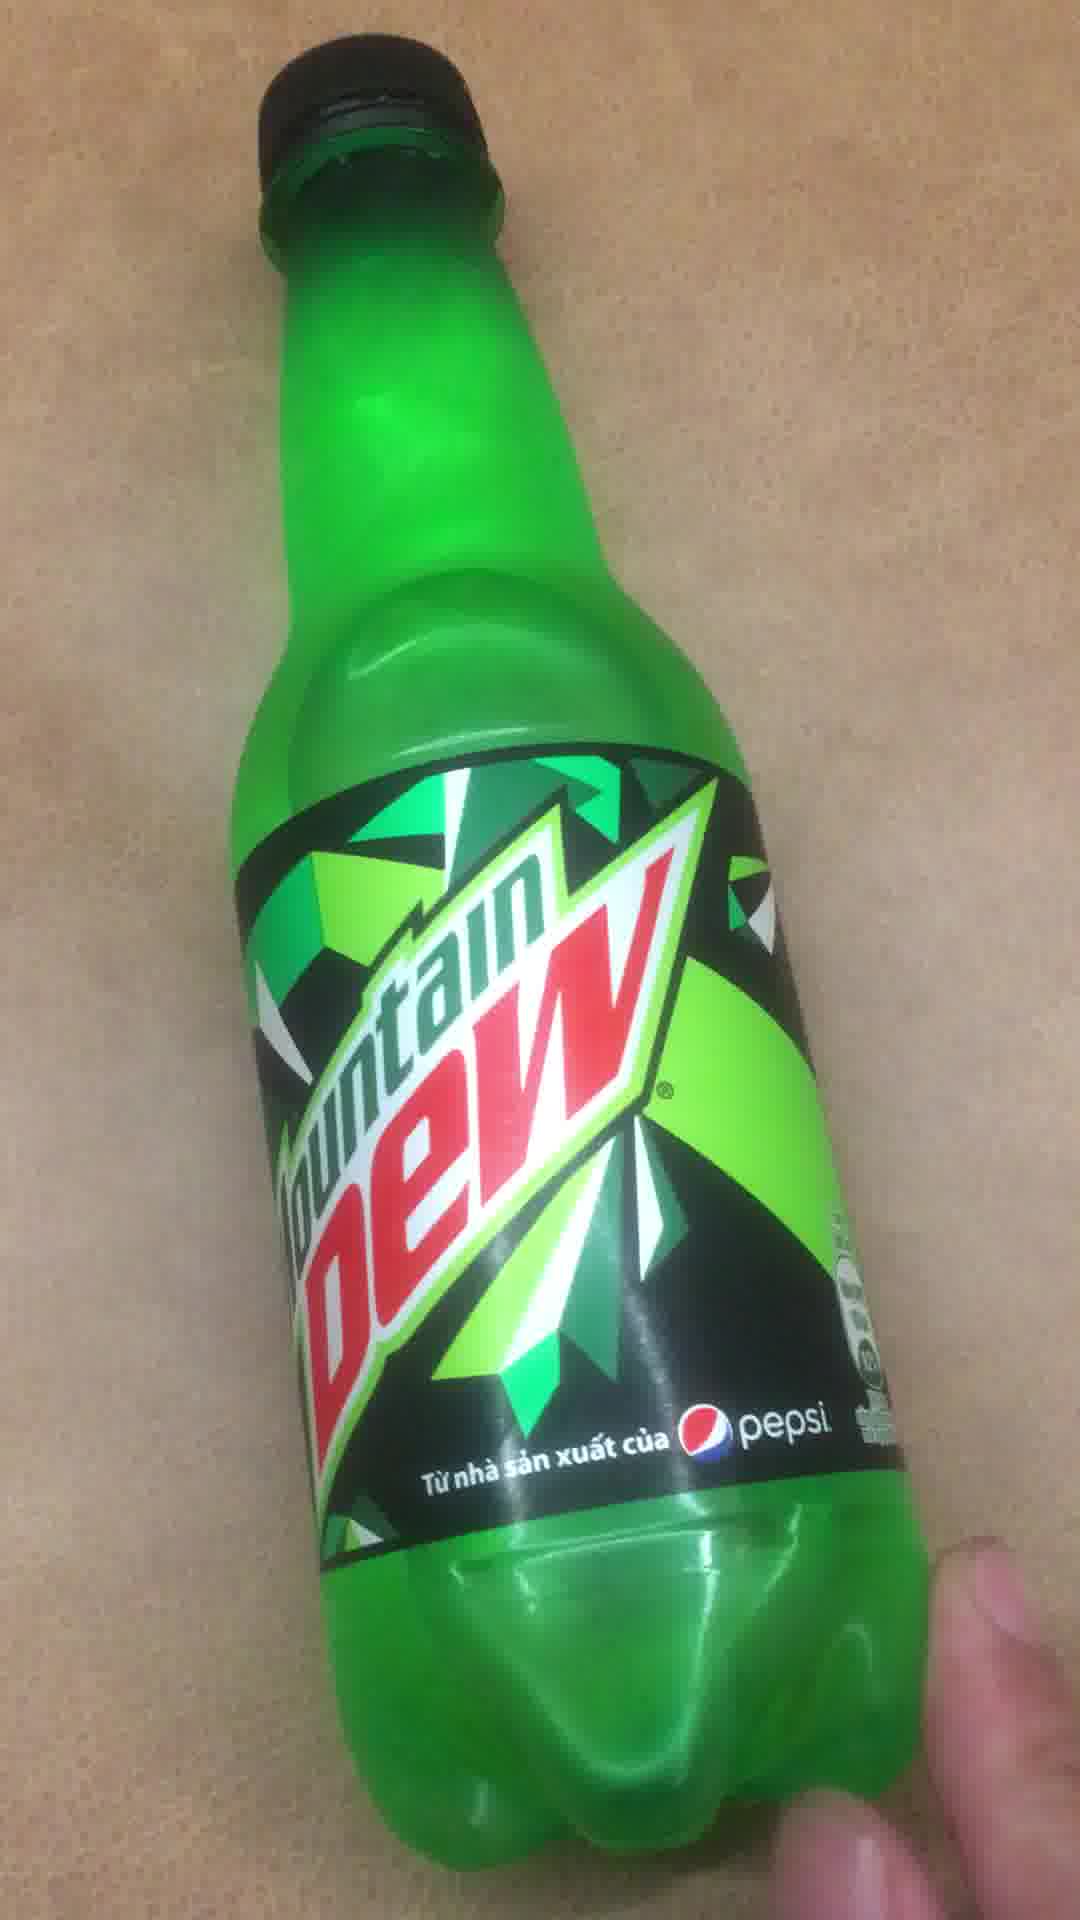 mountain
Dew
®
Từ nhà sản xuất của pepsi